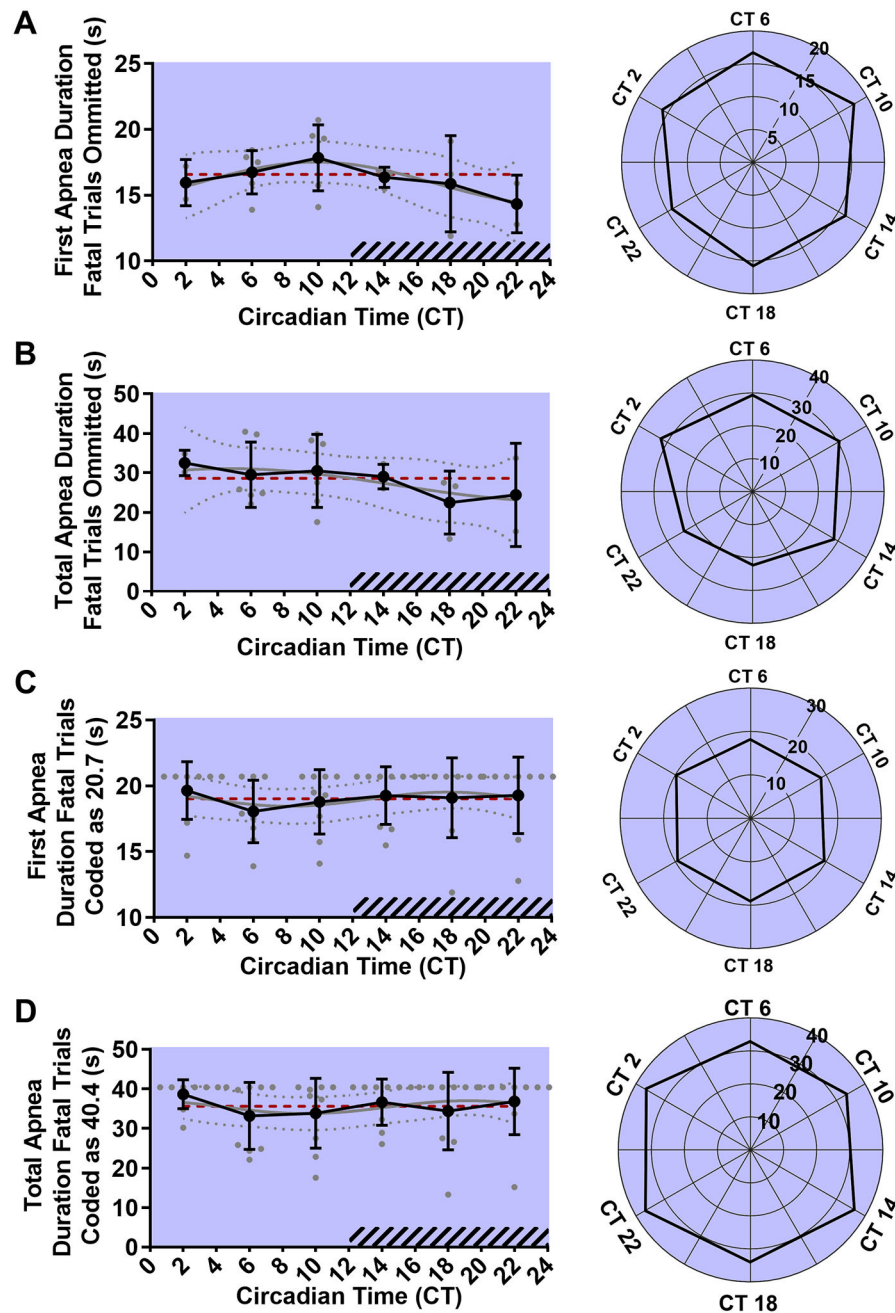 A
First Apnea Duration
Fatal Trials Ommitted (s)
25
20
15
10
0 2 4 6 8 10 12 14 16 18 20 22 24
Circadian Time (CT)
CT 6
CT 2
20
CT 10
15
10
5
CT 22
CT 14
CT 18
B
Total Apnea Duration
Fatal Trials Ommitted (s)
50
40
30
20
10
0
0 2 4 6 8 10 12 14 16 18 20 22 24
Circadian Time (CT)
CT 6
CT 2
40
CT 10
30
20
10
CT 22
CT 14
CT 18
C
First Apnea
Duration Fatal Trials
Coded as 20.7 (s)
25
20
15
10
0 2 4 6 8 10 12 14 16 18 20 22 24
Circadian Time (CT)
CT 6
CT 2
30
CT 10
20
10
CT 22
CT 14
CT 18
D
Total Apnea
Duration Fatal Trials
Coded as 40.4 (s)
50
40
30
20
10
0
0 2 4 6 8 10 12 14 16 18 20 22 24
Circadian Time (CT)
CT 6
CT 2
40
CT 10
30
20
10
CT 22
CT 14
CT 18